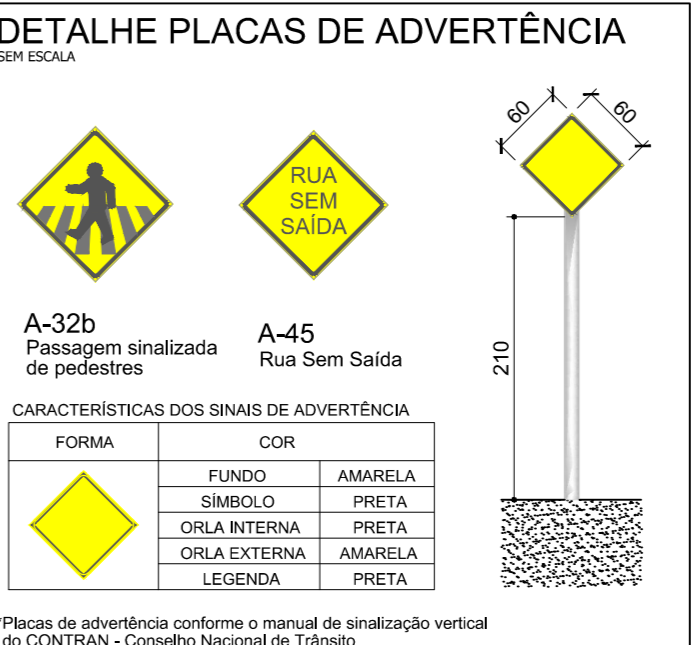 DETALHE PLACAS DE ADVERTÊNCIA
SEM ESCALA
RUA
SEM
SAÍDA
A-32b
Passagem sinalizada
de pedestres
A-45
Rua Sem Saída
60
60
210
CARACTERÍSTICAS DOS SINAIS DE ADVERTÊNCIA
FORMA COR
FUNDO AMARELA
SÍMBOLO PRETA
ORLA INTERNA PRETA
ORLA EXTERNA AMARELA
LEGENDA PRETA
*Placas de advertência conforme o manual de sinalização vertical
do CONTRAN - Conselho Nacional de Trânsito